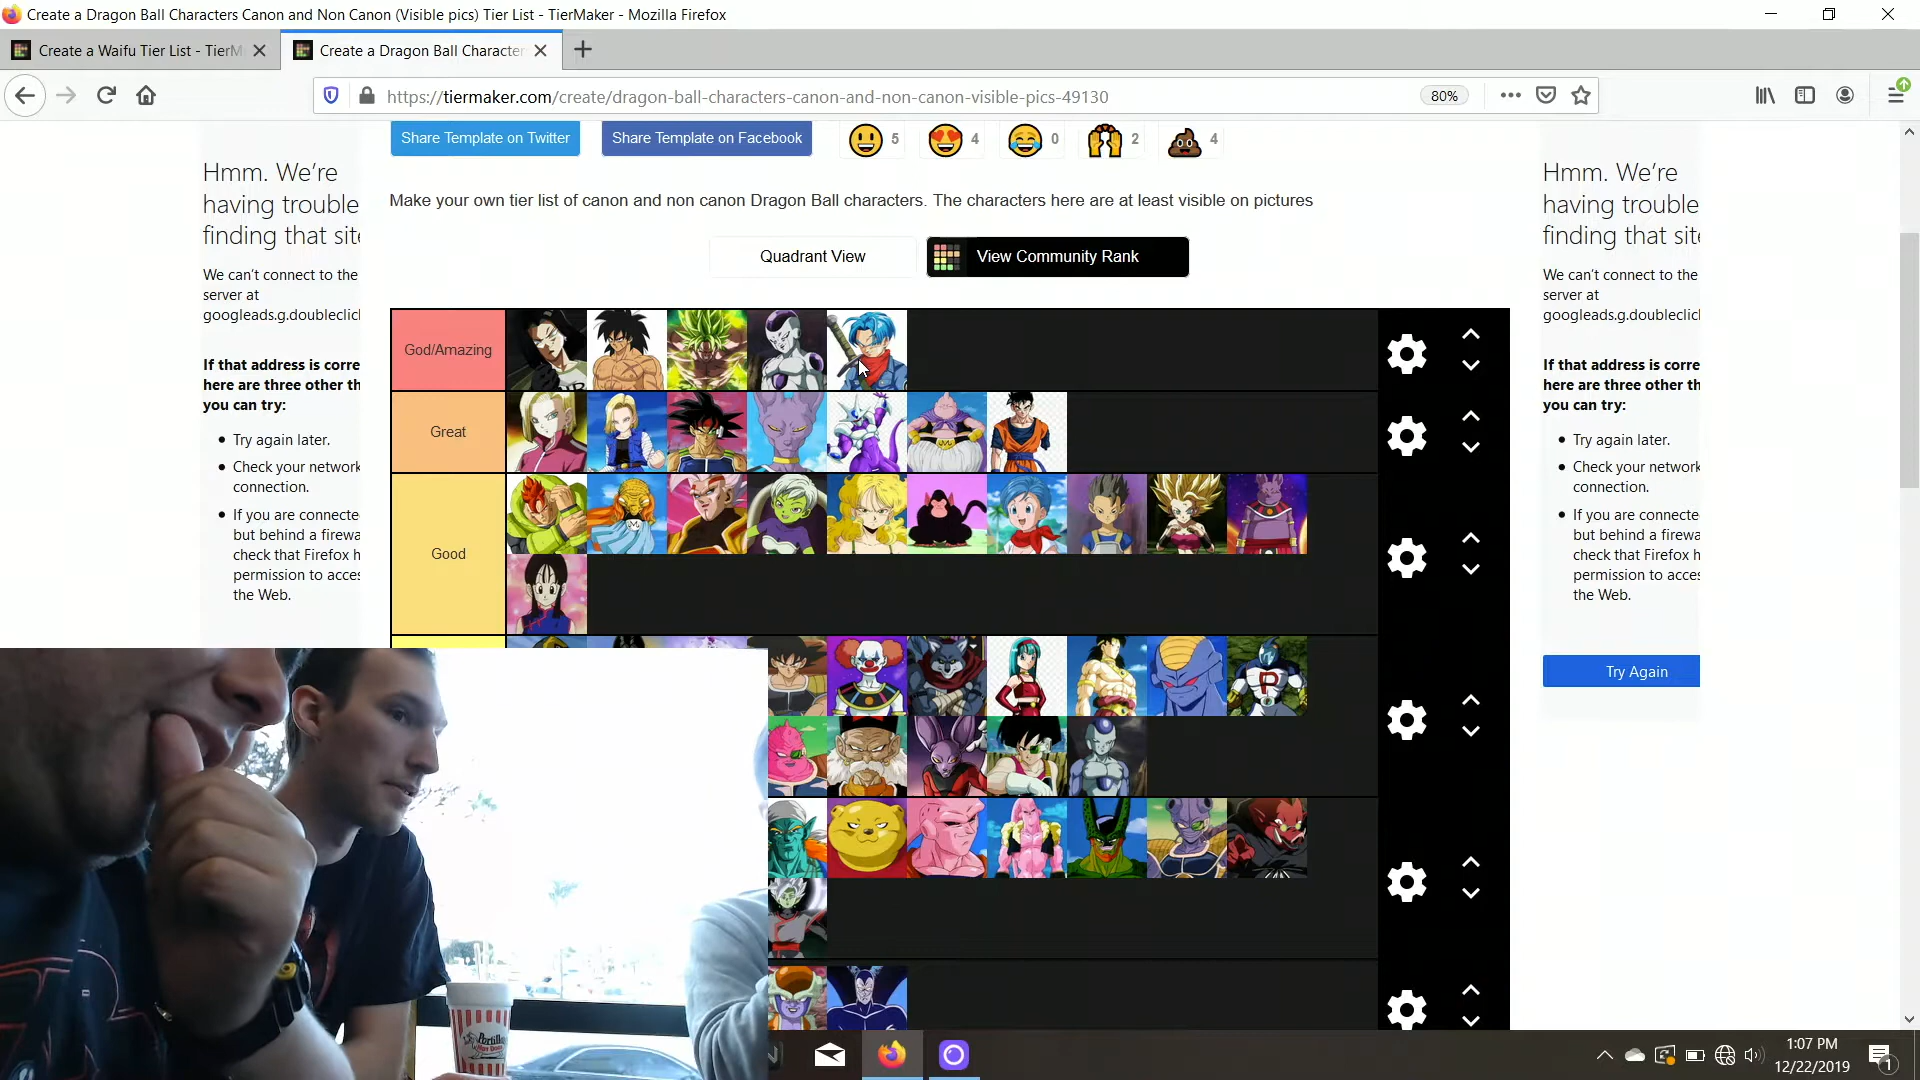 Create a Dragon Ball Characters Canon and Non Canon (Visible pics) Tier List - TierMaker - Mozilla Firefox
Create a Waifu Tier List - TierM
Create a Dragon Ball Character
https://tiermaker.com/create/dragon-ball-characters-canon-and-non-canon-visible-pics-49130
80%
Share Template on Twitter
Share Template on Facebook
5
4
0
2
4
Make your own tier list of canon and non canon Dragon Ball characters. The characters here are at least visible on pictures
Quadrant View
View Community Rank
Hmm. We're
having trouble
finding that site
We can't connect to the
server at
googleads.g.doubleclic
If that address is corre
here are three other th
you can try:
Try again later.
Check your network
connection.
If you are connecte
but behind a firewa
check that Firefox h
permission to acces
the Web.
God/Amazing
Great
Good
Hmm. We're
having trouble
finding that site
We can't connect to the
server at
googleads.g.doubleclic
If that address is corre
here are three other th
you can try:
Try again later.
Check your network
connection.
If you are connecte
but behind a firewa
check that Firefox h
permission to acces
the Web.
Try Again
P
Portillo
Hot Dogs
1:07 PM
12/22/2019
1